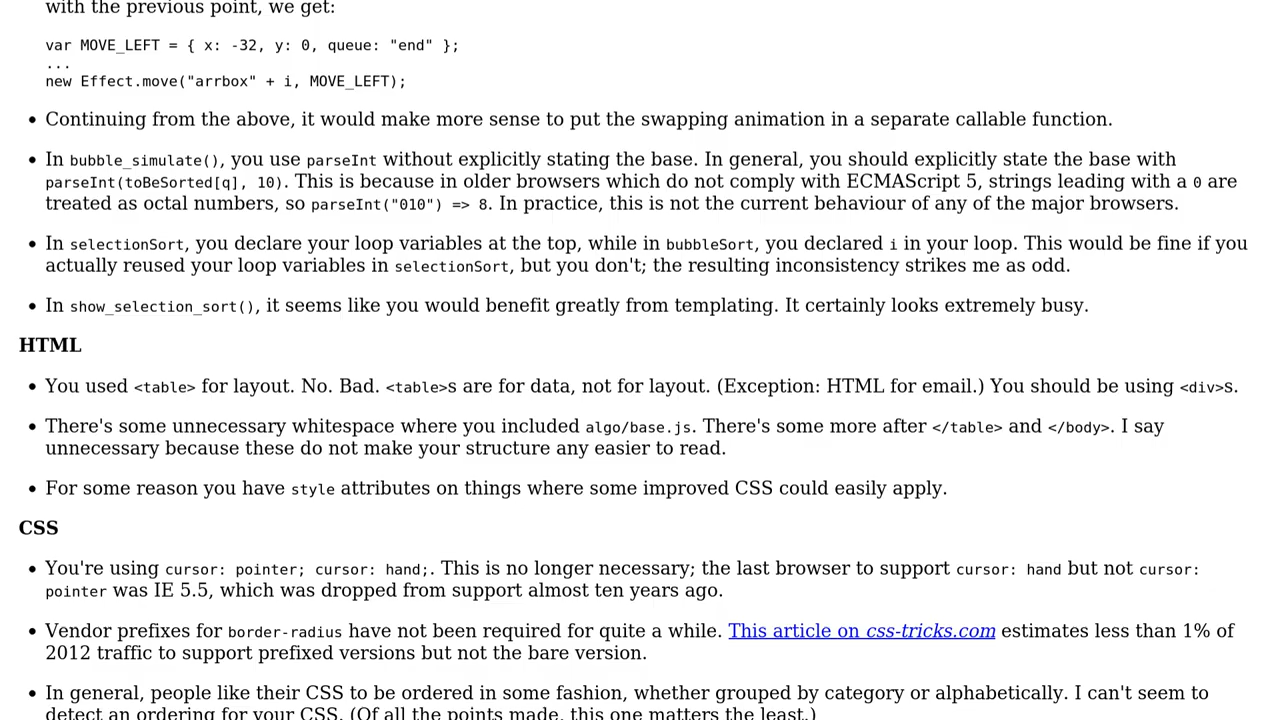 with the previous point, we get:
var MOVE_LEFT = { x: -32, y: 0, queue: "end" };
...
new Effect.move("arrbox" + i, MOVE_LEFT);
• Continuing from the above, it would make more sense to put the swapping animation in a separate callable function.
• In bubble_simulate(), you use parseInt without explicitly stating the base. In general, you should explicitly state the base with
parseInt(toBeSorted[q], 10). This is because in older browsers which do not comply with ECMAScript 5, strings leading with a 0 are
treated as octal numbers, so parseInt("010") => 8. In practice, this is not the current behaviour of any of the major browsers.
• In selectionSort, you declare your loop variables at the top, while in bubbleSort, you declared i in your loop. This would be fine if you
actually reused your loop variables in selectionSort, but you don't; the resulting inconsistency strikes me as odd.
• In show_selection_sort(), it seems like you would benefit greatly from templating. It certainly looks extremely busy.
HTML
• You used <table> for layout. No. Bad. <table>s are for data, not for layout. (Exception: HTML for email.) You should be using <div>s.
• There's some unnecessary whitespace where you included algo/base.js. There's some more after </table> and </body>. I say
unnecessary because these do not make your structure any easier to read.
• For some reason you have style attributes on things where some improved CSS could easily apply.
CSS
• You're using cursor: pointer; cursor: hand;. This is no longer necessary; the last browser to support cursor: hand but not cursor:
pointer was IE 5.5, which was dropped from support almost ten years ago.
• Vendor prefixes for border-radius have not been required for quite a while. This article on css-tricks.com estimates less than 1% of
2012 traffic to support prefixed versions but not the bare version.
• In general, people like their CSS to be ordered in some fashion, whether grouped by category or alphabetically. I can't seem to
detect an ordering for your CSS. (Of all the points made, this one matters the least.)